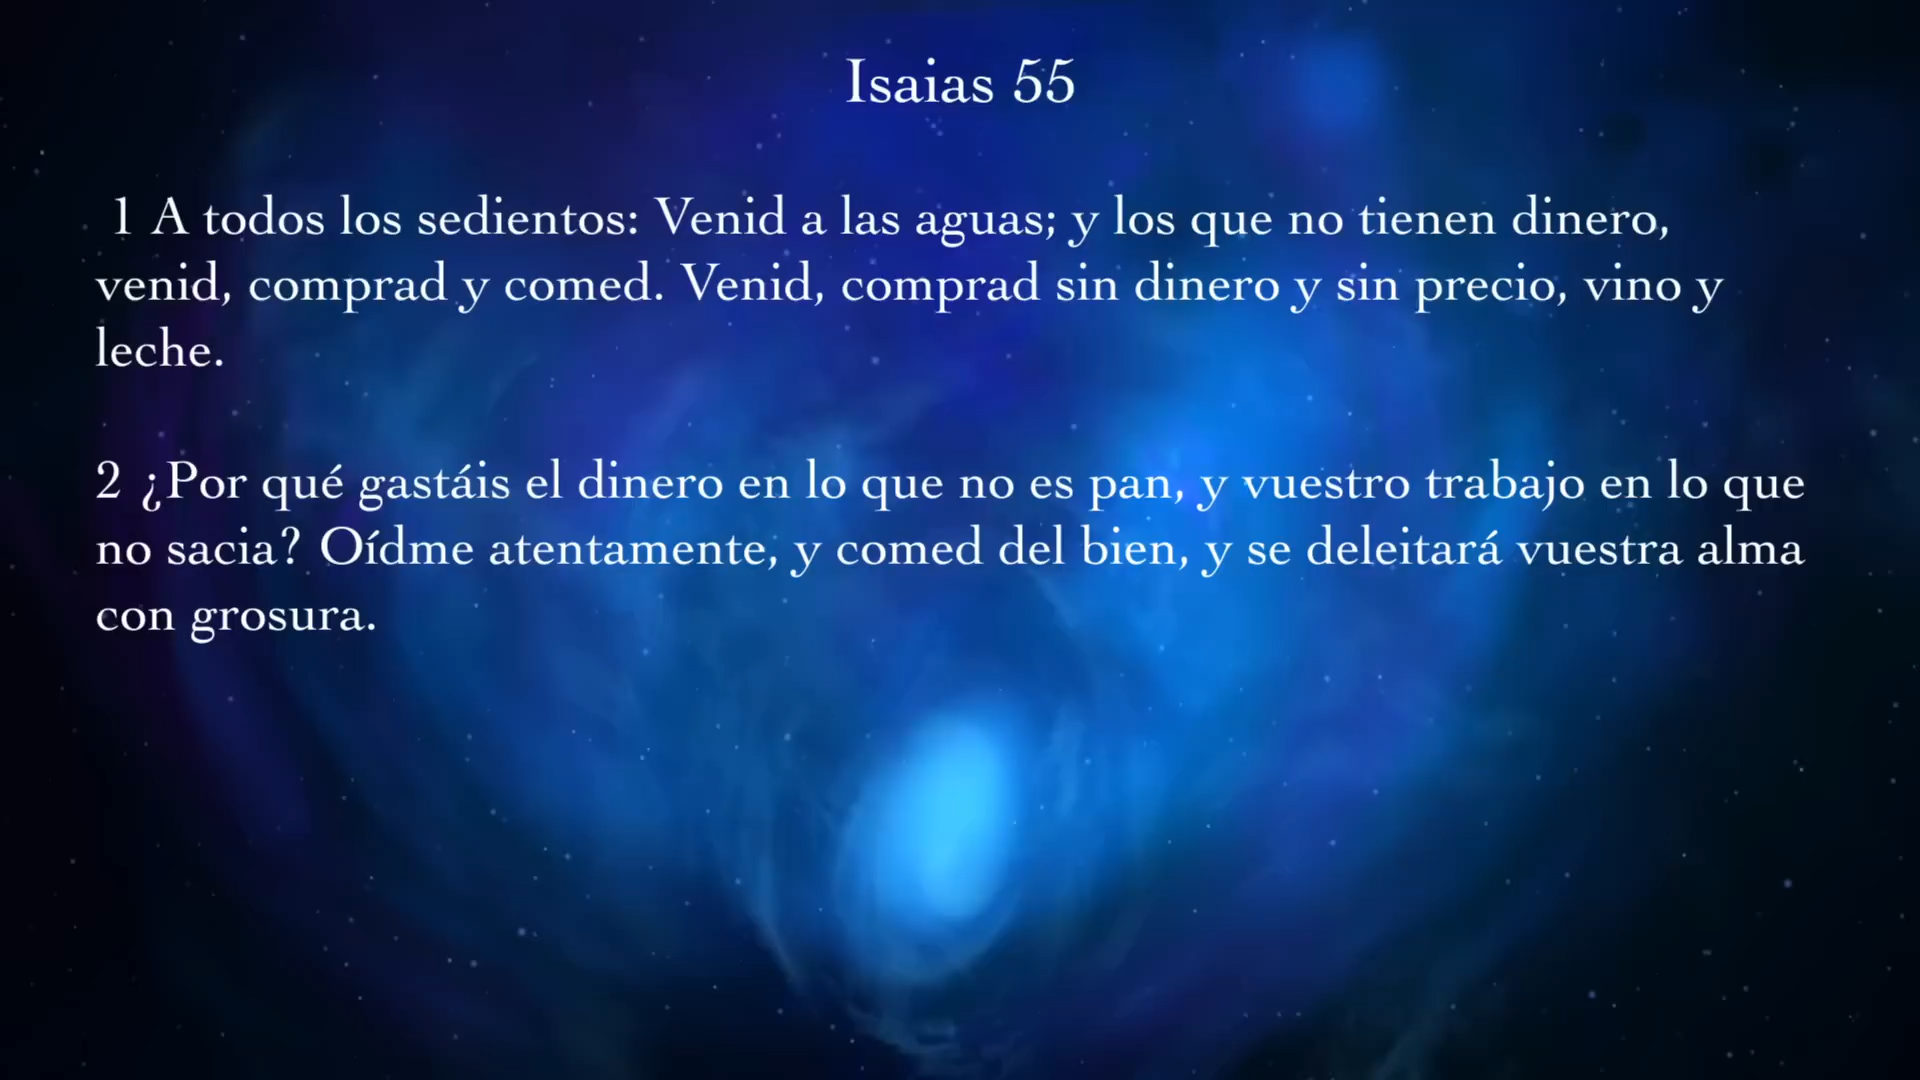 Isaias 55
1 A todos los sedientos: Venid a las aguas; y los que no tienen dinero,
venid, comprad y comed. Venid, comprad sin dinero y sin precio, vino y
leche.
2 ¿Por qué gastáis el dinero en lo que no es pan, y vuestro trabajo en lo que
no sacia? Oídme atentamente, y comed del bien, y se deleitará vuestra alma
con grosura.